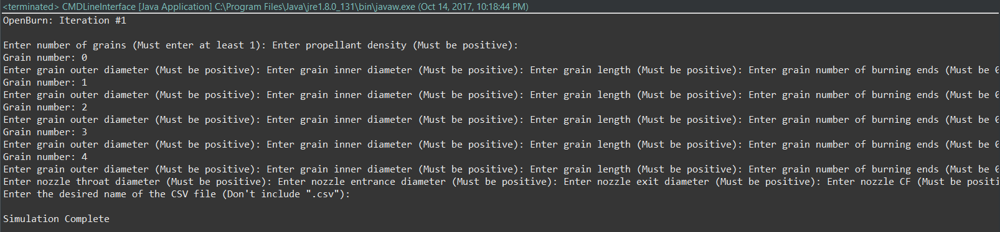 <terminated> CMDLineInterface [Java Application] C:\Program Files\Java\jre1.8.0_131\bin\javaw.exe (Oct 14, 2017, 10:18:44 PM)
OpenBurn: Iteration #1
Enter number of grains (Must enter at least 1): Enter propellant density (Must be positive):
Grain number: 0
Enter grain outer diameter (Must be positive): Enter grain inner diameter (Must be positive): Enter grain length (Must be positive): Enter grain number of burning ends (Must be
Grain number: 1
Enter grain outer diameter (Must be positive): Enter grain inner diameter (Must be positive): Enter grain length (Must be positive): Enter grain number of burning ends (Must be
Grain number: 2
Enter grain outer diameter (Must be positive): Enter grain inner diameter (Must be positive): Enter grain length (Must be positive): Enter grain number of burning ends (Must be
Grain number: 3
Enter grain outer diameter (Must be positive): Enter grain inner diameter (Must be positive): Enter grain length (Must be positive): Enter grain number of burning ends (Must be
Grain number: 4
Enter grain outer diameter (Must be positive): Enter grain inner diameter (Must be positive): Enter grain length (Must be positive): Enter grain number of burning ends (Must be
Enter nozzle throat diameter (Must be positive): Enter nozzle entrance diameter (Must be positive): Enter nozzle exit diameter (Must be positive): Enter nozzle CF (Must be positi
Enter the desired name of the CSV file (Don't include ".csv"):
Simulation Complete